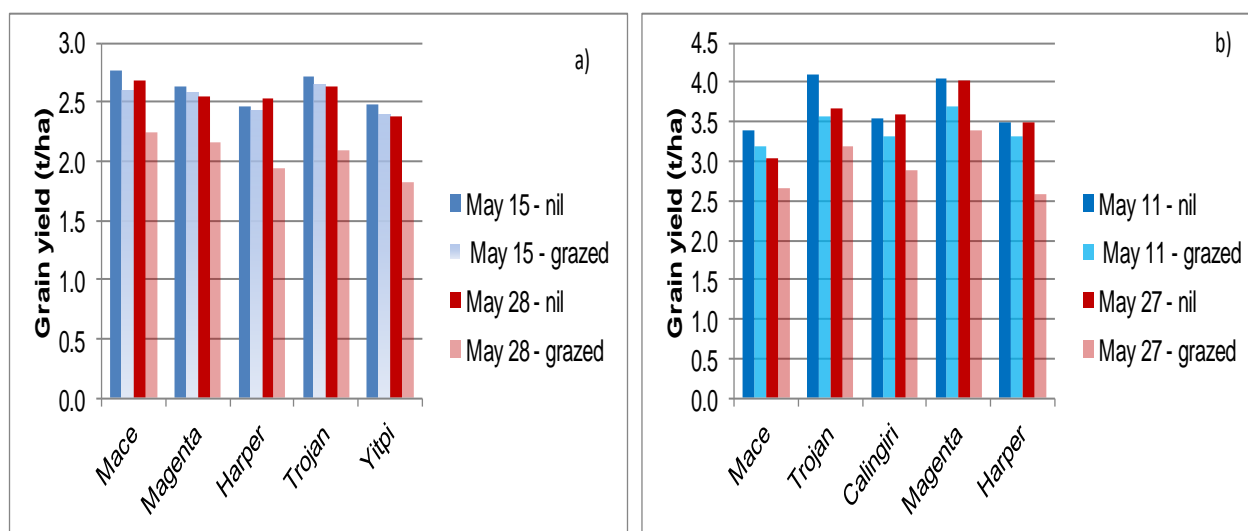 a)
Grain yield (t/ha)
3.0
2.5
2.0
1.5
1.0
0.5
0.0
Mace
Magenta
Harper
Trojan
Yitpi
May 15 - nil
May 15 - grazed
May 28 - nil
May 28 - grazed
b)
Grain yield (t/ha)
4.5
4.0
3.5
3.0
2.5
2.0
1.5
1.0
0.5
0.0
Mace
Trojan
Calingiri
Magenta
Harper
May 11 - nil
May 11 - grazed
May 27 - nil
May 27 - grazed